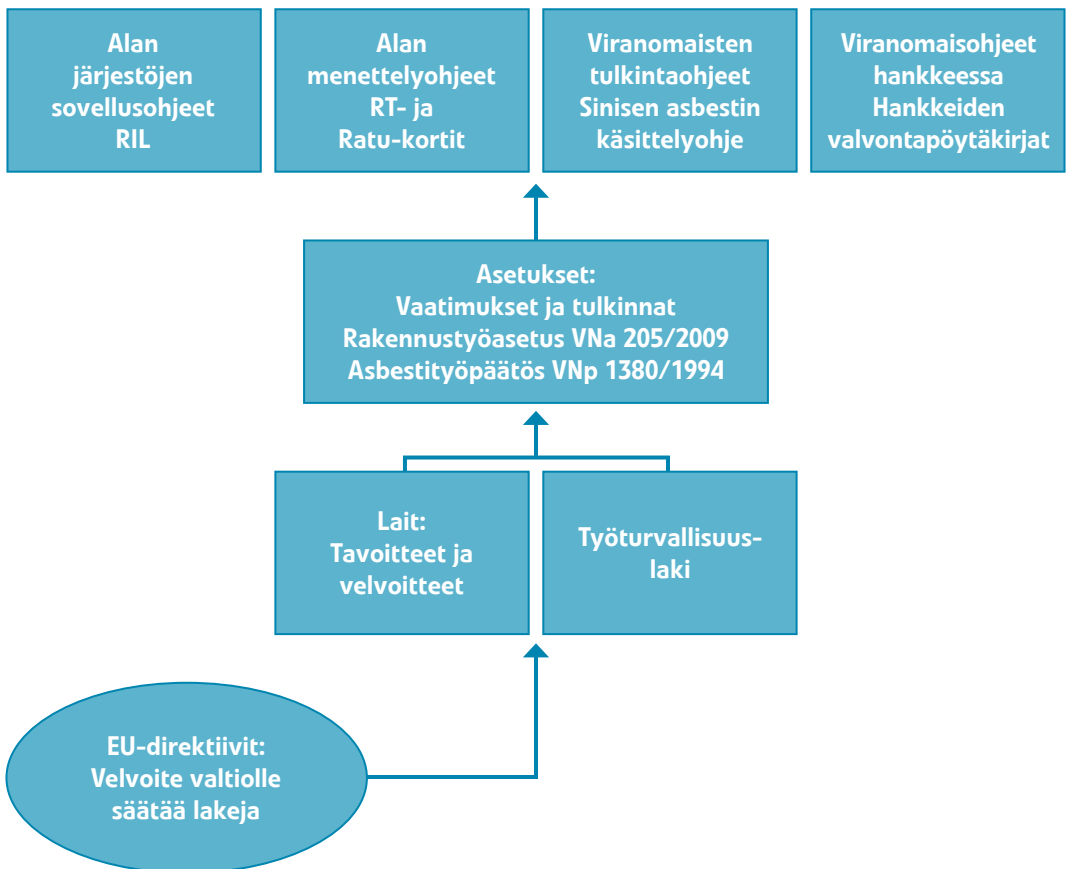 Alan
järjestöjen
sovellusohjeet
RIL
Alan
menettelyohjeet
RT- ja
Ratu-kortit
Viranomaisten
tulkintaohjeet
Sinisen asbestin
käsittelyohje
Viranomaisohjeet
hankkeessa
Hankkeiden
valvontapöytäkirjat
Asetukset:
Vaatimukset ja tulkinnat
Rakennustyöasetus VNa 205/2009
Asbestityöpäätös VNp 1380/1994
Lait:
Tavoitteet ja
velvoitteet
Työturvallisuus-
laki
EU-direktiivit:
Velvoite valtiolle
säätää lakeja